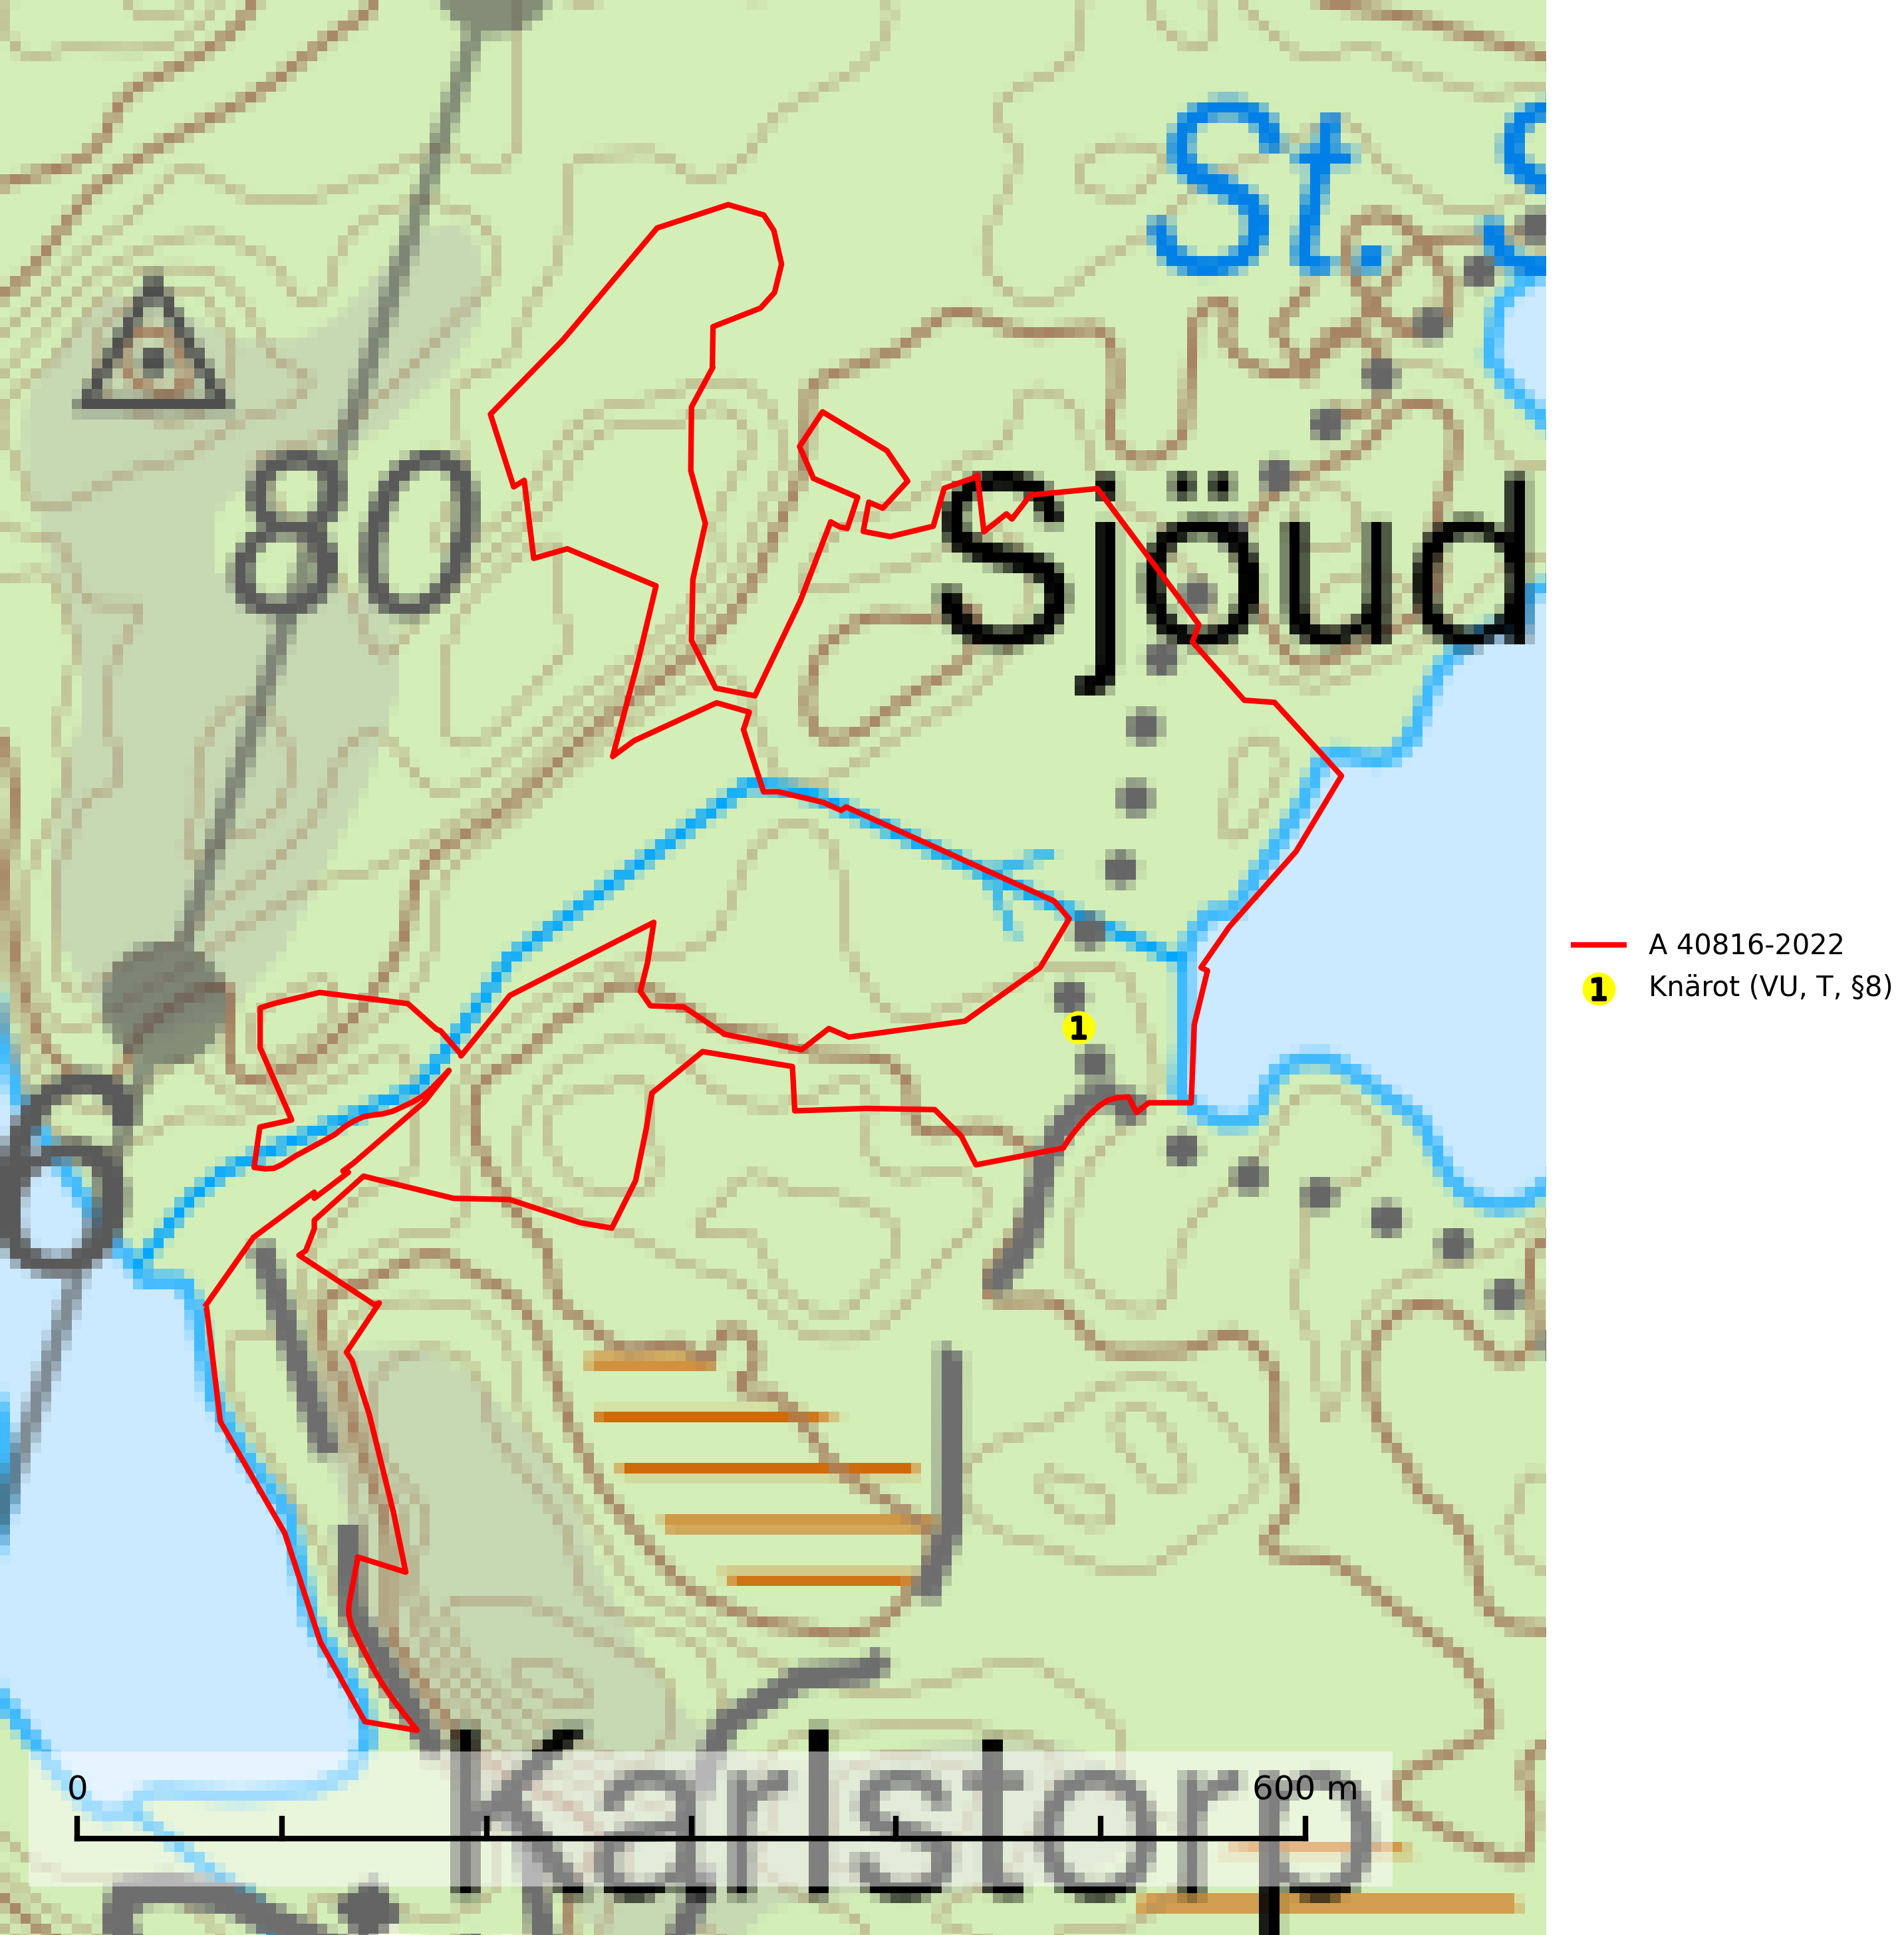 St. S
80
Sjöud
A 40816-2022
1
1 Knärot (VU, T, §8)
6
Karlstorp
0 600 m